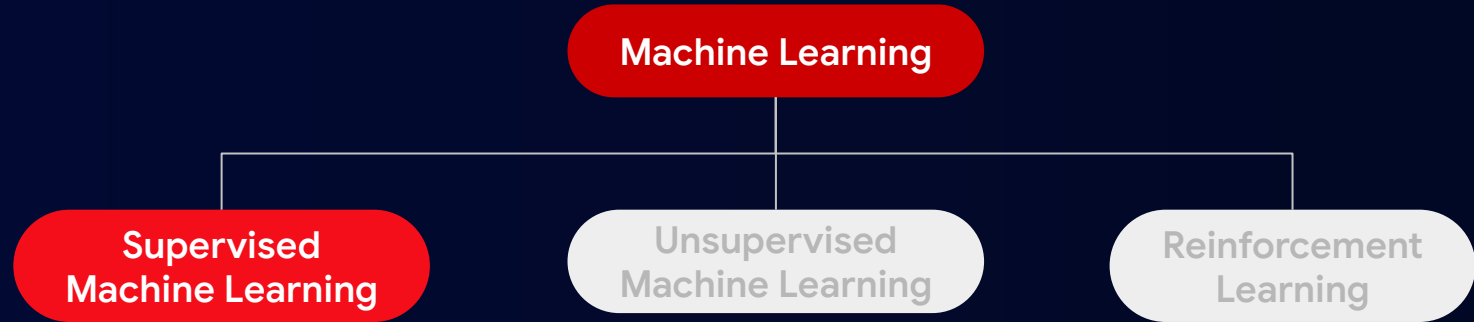 Machine Learning
Supervised
Machine Learning
Unsupervised
Machine Learning
Reinforcement
Learning